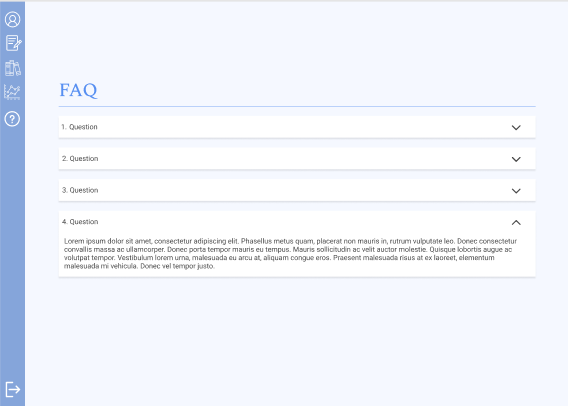 FAQ
1. Question
2. Question
3. Question
4. Question
Lorem ipsum dolor sit amet, consectetur adipiscing elit. Phasellus metus quam, placerat non mauris in, rutrum vulputate leo. Donec consectetur
convallis massa ac ullamcorper. Donec porta tempor mauris eu tempus. Mauris sollicitudin ac velit auctor molestie. Quisque lobortis augue ac
volutpat tempor. Vestibulum lorem urna, malesuada eu arcu at, aliquam congue eros. Praesent malesuada risus at ex laoreet, elementum
malesuada mi vehicula. Donec vel tempor justo.